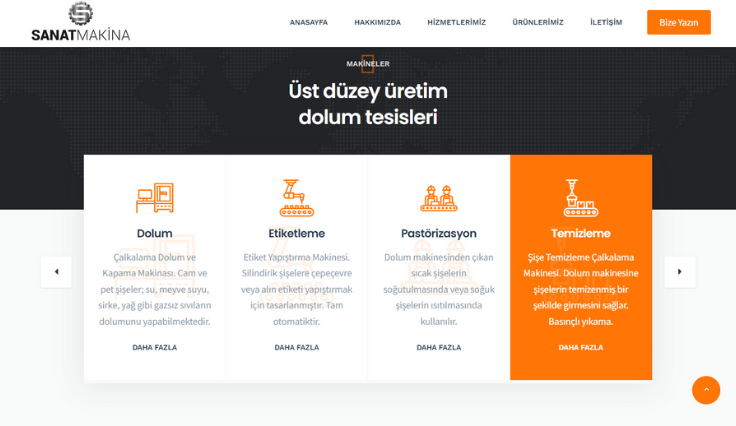 SANATMAKİNA
ANASAYFA
HAKKIMIZDA
HİZMETLERİMİZ
ÜRÜNLERİMİZ
İLETİŞİM
Bize Yazın
MAKİNELER
Üst düzey üretim
dolum tesisleri
Dolum
Çalkalama Dolum ve
Kapama Makinası. Cam ve
pet şişeler; su, meyve suyu,
sirke, yağ gibi gazsız sıvıların
dolumunu yapabilmektedir.
DAHA FAZLA
Etiketleme
Etiket Yapıştırma Makinesi.
Silindirik şişelere çepeçevre
veya alın etiketi yapıştırmak
için tasarlanmıştır. Tam
otomatiktir.
DAHA FAZLA
Pastörizasyon
Dolum makinesinden çıkan
sıcak şişelerin
soğutulmasında veya soğuk
şişelerin ısıtılmasında
kullanılır.
DAHA FAZLA
Temizleme
Şişe Temizleme Çalkalama
Makinesi. Dolum makinesine
şişelerin temizenmiş bir
şekilde girmesini sağlar.
Basınçlı yıkama.
DAHA FAZLA